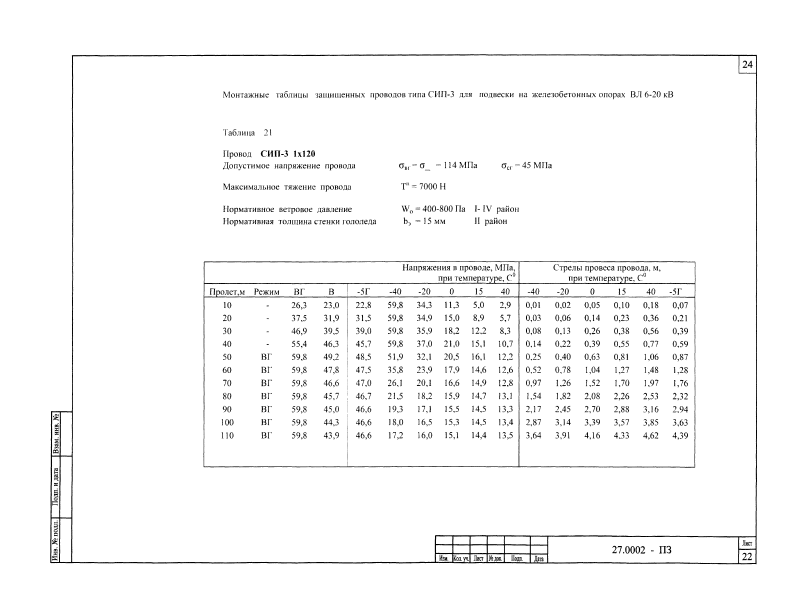 24
Монтажные таблицы защищенных проводов типа СИП-3 для подвески на железобетонных опорах ВЛ 6-20 кВ
Таблица 21
Провод СИП-3 1х120
Допустимое напряжение провода = 114 МПа = 45 МПа
Максимальное тяжение провода = 7000 Н
Нормативное ветровое давление W₀ = 400-800 Па I- IV район
Нормативная толщина стенки гололеда bэ = 15 мм II район
Напряжения в проводе, МПа, Стрелы провеса провода, м,
при температуре, С⁰ при температуре, С⁰
Пролет,м Режим ВГ В -5Г -40 -20 0 15 40 -40 -20 0 15 40 -5Г
10 - 26,3 23,0 22,8 59,8 34,3 11,3 5,0 2,9 0,01 0,02 0,05 0,10 0,18 0,07
20 - 37,5 31,9 31,5 59,8 34,9 15,0 8,9 5,7 0,03 0,06 0,14 0,23 0,36 0,21
30 - 46,9 39,5 39,0 59,8 35,9 18,2 12,2 8,3 0,08 0,13 0,26 0,38 0,56 0,39
40 - 55,4 46,3 45,7 59,8 37,0 21,0 15,1 10,7 0,14 0,22 0,39 0,55 0,77 0,59
50 ВГ 59,8 49,2 48,5 51,9 32,1 20,5 16,1 12,2 0,25 0,40 0,63 0,81 1,06 0,87
60 ВГ 59,8 47,8 47,5 35,8 23,9 17,9 14,6 12,6 0,52 0,78 1,04 1,27 1,48 1,28
70 ВГ 59,8 46,6 47,0 26,1 20,1 16,6 14,9 12,8 0,97 1,26 1,52 1,70 1,97 1,76
80 ВГ 59,8 45,7 46,7 21,5 18,2 15,9 14,7 13,1 1,54 1,82 2,08 2,26 2,53 2,32
90 ВГ 59,8 45,0 46,6 19,3 17,1 15,5 14,5 13,3 2,17 2,45 2,70 2,88 3,16 2,94
100 ВГ 59,8 44,3 46,6 18,0 16,5 15,3 14,5 13,4 2,87 3,14 3,39 3,57 3,85 3,63
110 ВГ 59,8 43,9 46,6 17,2 16,0 15,1 14,4 13,5 3,64 3,91 4,16 4,33 4,62 4,39
Взам. инв. №
Подп. и дата
Инв. № подл.
Изм. Кол. уч. Лист № док. Подп. Дата
27.0002 - ПЗ
Лист
22